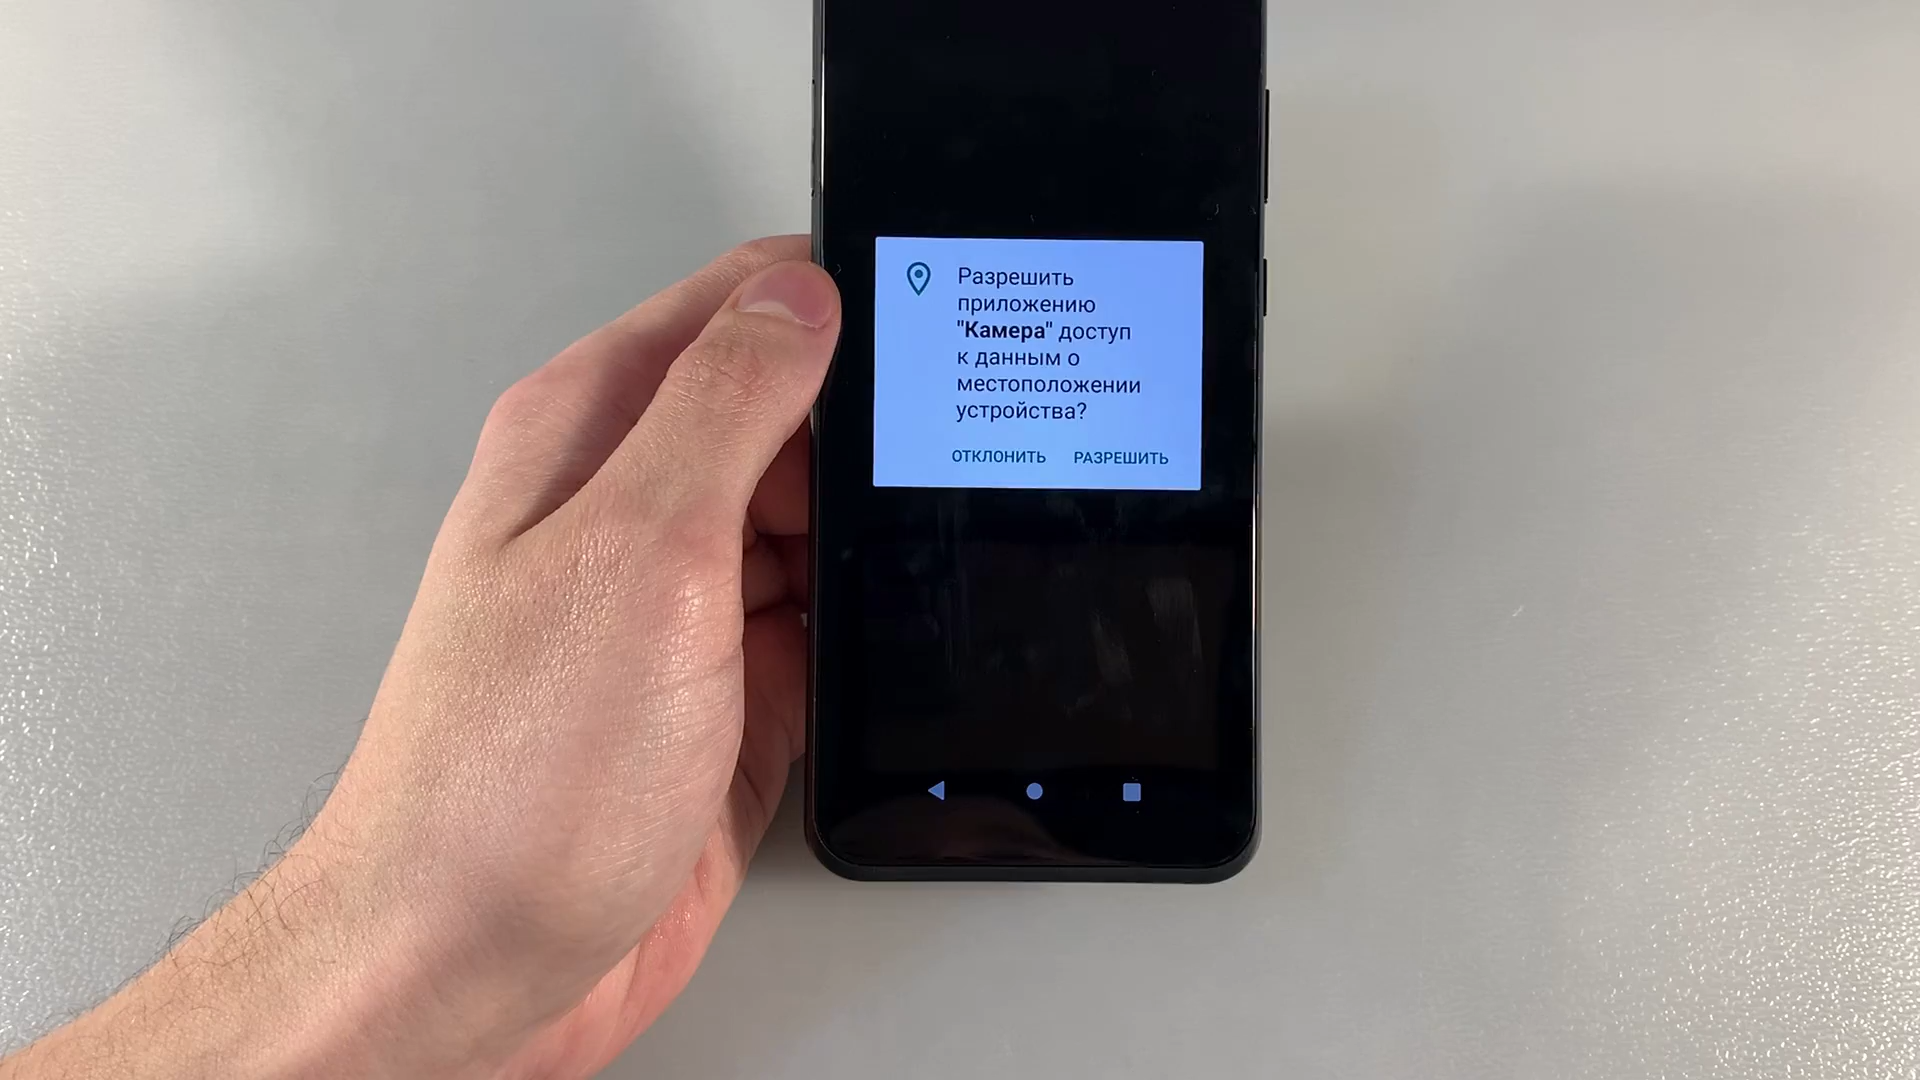 Разрешить
приложению
"Камера" доступ
к данным о
местоположении
устройства?
ОТКЛОНИТЬ РАЗРЕШИТЬ